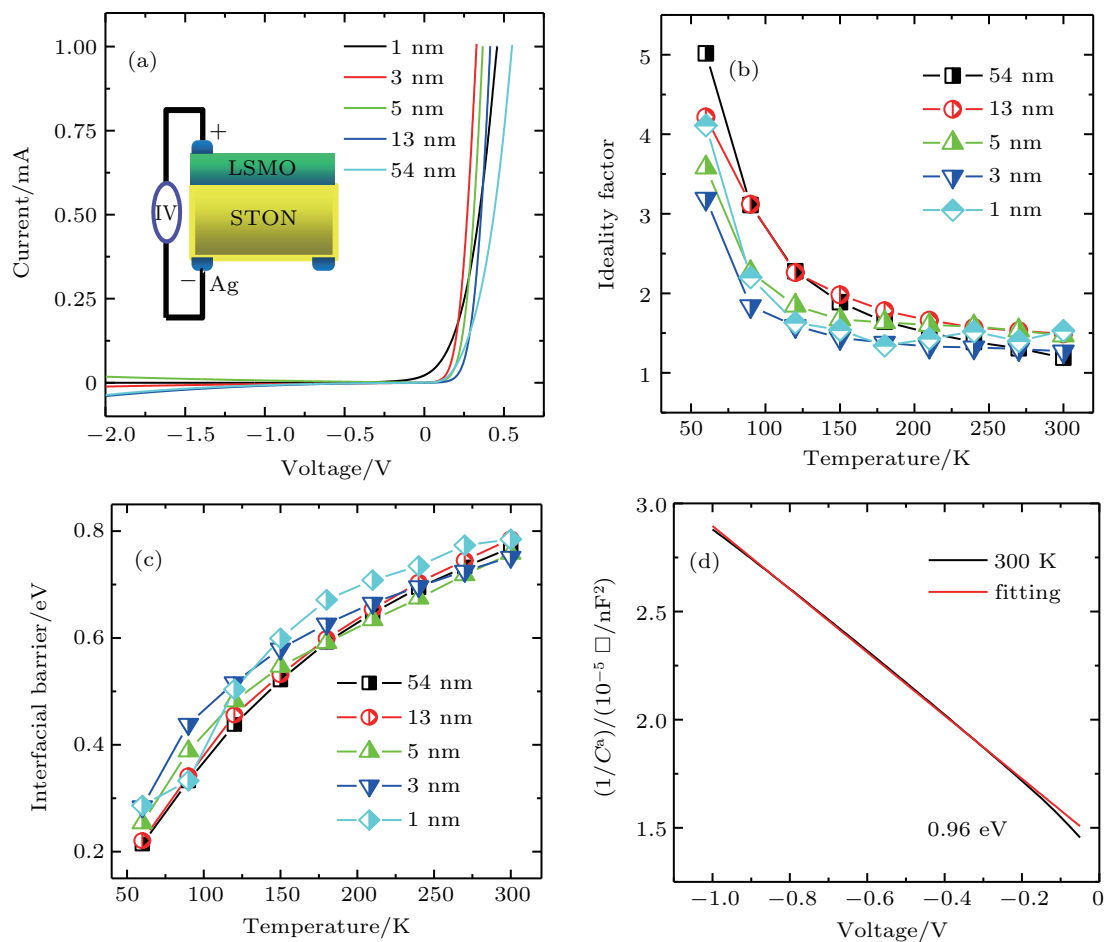 (a)
1 nm
3 nm
5 nm
13 nm
54 nm
+
LSMO
IV
STON
−
Ag
1.00
0.75
0.50
0.25
0
Current/mA
−2.0 −1.5 −1.0 −0.5 0 0.5
Voltage/V
(b)
54 nm
13 nm
5 nm
3 nm
1 nm
5
4
3
2
1
Ideality factor
50 100 150 200 250 300
Temperature/K
(c)
54 nm
13 nm
5 nm
3 nm
1 nm
0.8
0.6
0.4
0.2
Interfacial barrier/eV
50 100 150 200 250 300
Temperature/K
(d)
300 K
fitting
0.96 eV
3.0
2.5
2.0
1.5
(1/Cᵃ)/(10⁻⁵ □/nF²)
−1.0 −0.8 −0.6 −0.4 −0.2 0
Voltage/V